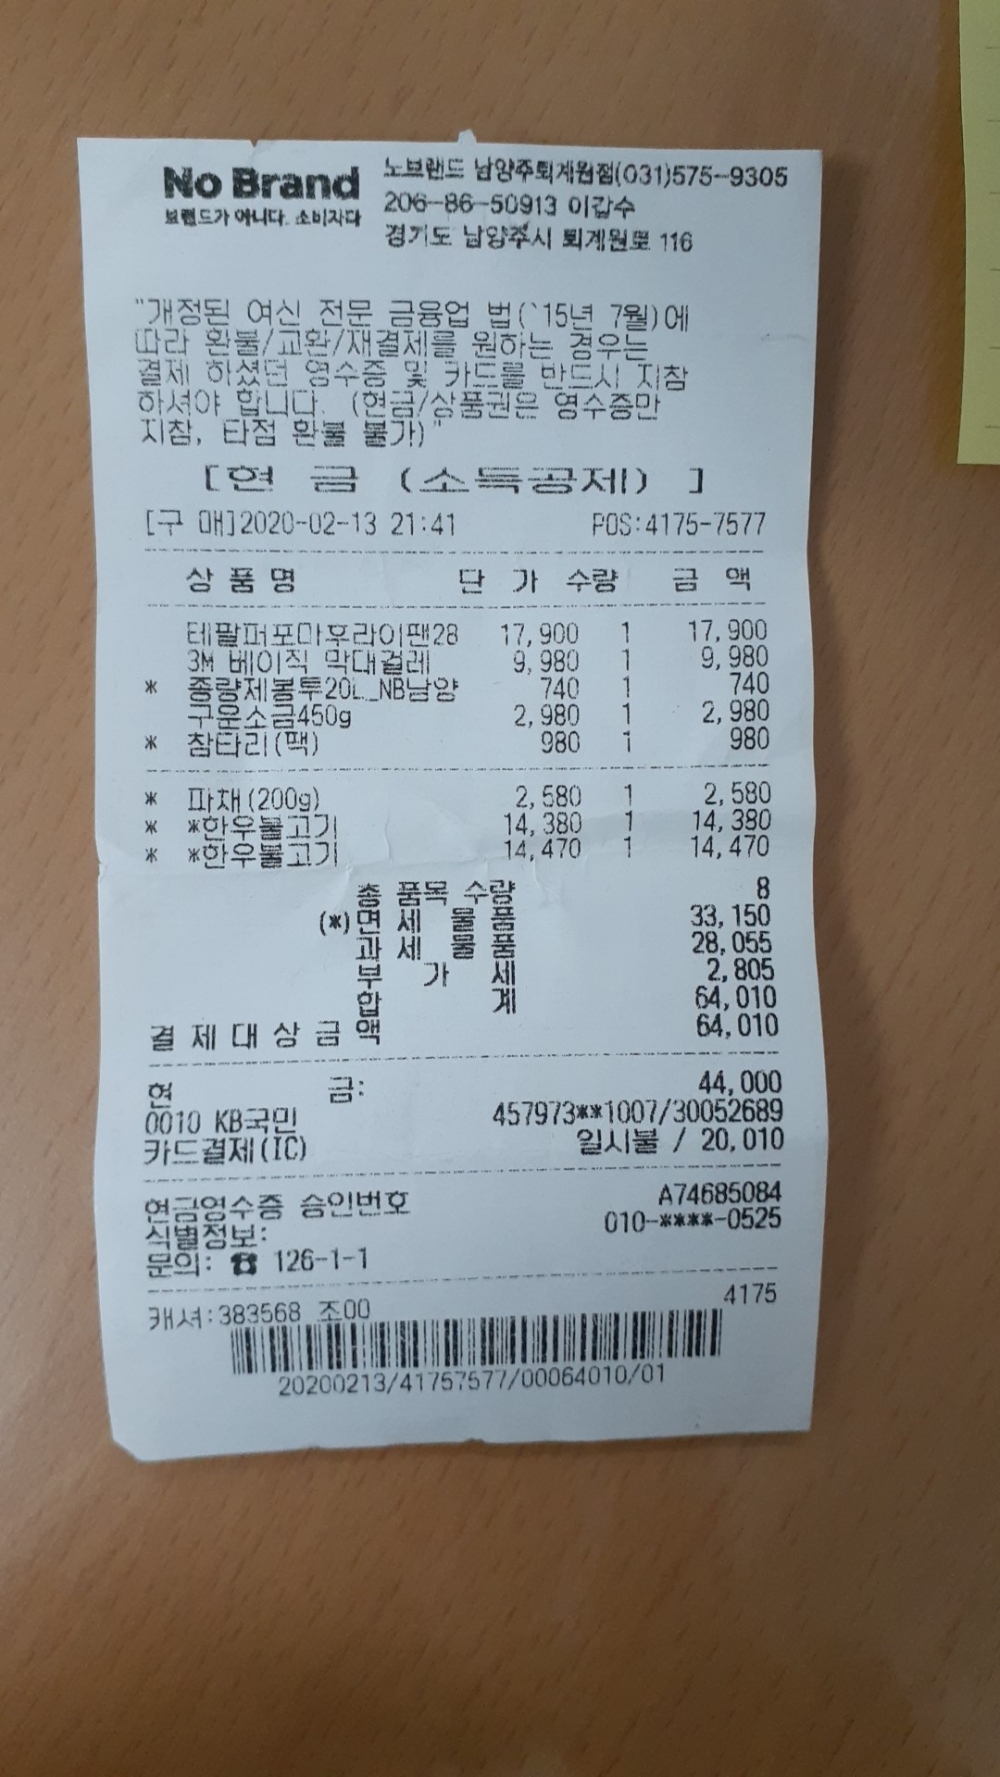 No Brand
브랜드가 아니다. 소비자다
노브랜드 남양주퇴계원점(031)575-9305
206-86-50913 이갑수
경기도 남양주시 퇴계원로 116
"개정된 여신 전문 금융업 법(`15년 7월)에
따라 환불/교환/재결제를 원하는 경우는
결제 하셨던 영수증 및 카드를 반드시 지참
하셔야 합니다. (현금/상품권은 영수증만
지참, 타점 환불 불가)"
[현 금 (소득공제) ]
[구 매]2020-02-13 21:41 POS:4175-7577
상 품 명 단 가 수량 금 액
테팔퍼포마후라이팬28 17,900 1 17,900
3M 베이직 막대걸레 9,980 1 9,980
* 종량제봉투20L_NB남양 740 1 740
구운소금450g 2,980 1 2,980
* 참타리(팩) 980 1 980
* 파채(200g) 2,580 1 2,580
* *한우불고기 14,380 1 14,380
* *한우불고기 14,470 1 14,470
총 품목 수량 8
(*)면 세 물 품 33,150
과 세 물 품 28,055
부 가 세 2,805
합 계 64,010
결 제 대 상 금 액 64,010
현 금: 44,000
0010 KB국민 457973**1007/30052689
카드결제(IC) 일시불 / 20,010
현금영수증 승인번호 A74685084
식별정보: 010-****-0525
문의: ☎ 126-1-1
캐셔:383568 조00 4175
20200213/41757577/00064010/01